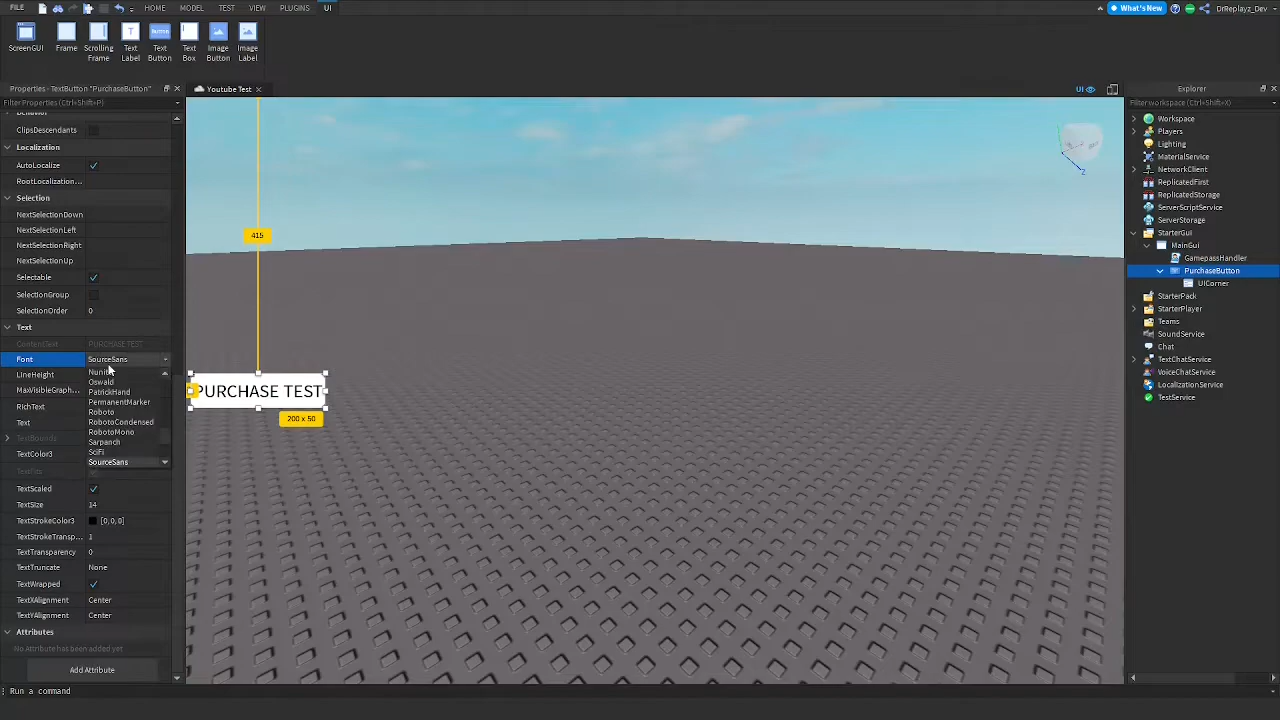 FILE
HOME
MODEL
TEST
VIEW
PLUGINS
UI
What's New
DrReplayz_Dev
ScreenGUI
Frame
Scrolling
Frame
Text
Label
Text
Button
Text
Box
Image
Button
Image
Label
Properties - TextButton "PurchaseButton"
Filter Properties (Ctrl+Shift+P)
ClipsDescendants
Localization
AutoLocalize
RootLocalization...
Selection
NextSelectionDown
NextSelectionLeft
NextSelectionRight
NextSelectionUp
Selectable
SelectionGroup
SelectionOrder 0
Text
ContentText PURCHASE TEST
Font SourceSans
LineHeight
MaxVisibleGraph...
RichText
Text
TextBounds
TextColor3
Oswald
PatrickHand
PermanentMarker
Roboto
RobotoCondensed
RobotoMono
Sarpanch
SciFi
SourceSans
TextScaled
TextSize 14
TextStrokeColor3 [0,0,0]
TextStrokeTransp... 1
TextTransparency 0
TextTruncate None
TextWrapped
TextXAlignment Center
TextYAlignment Center
Attributes
No Attribute has been added yet
Add Attribute
Run a command
Youtube Test
UI
415
PURCHASE TEST
200 x 50
Explorer
Filter workspace (Ctrl+Shift+X)
Workspace
Players
Lighting
MaterialService
NetworkClient
ReplicatedFirst
ReplicatedStorage
ServerScriptService
ServerStorage
StarterGui
MainGui
GamepassHandler
PurchaseButton
UICorner
StarterPack
StarterPlayer
Teams
SoundService
Chat
TextChatService
VoiceChatService
LocalizationService
TestService